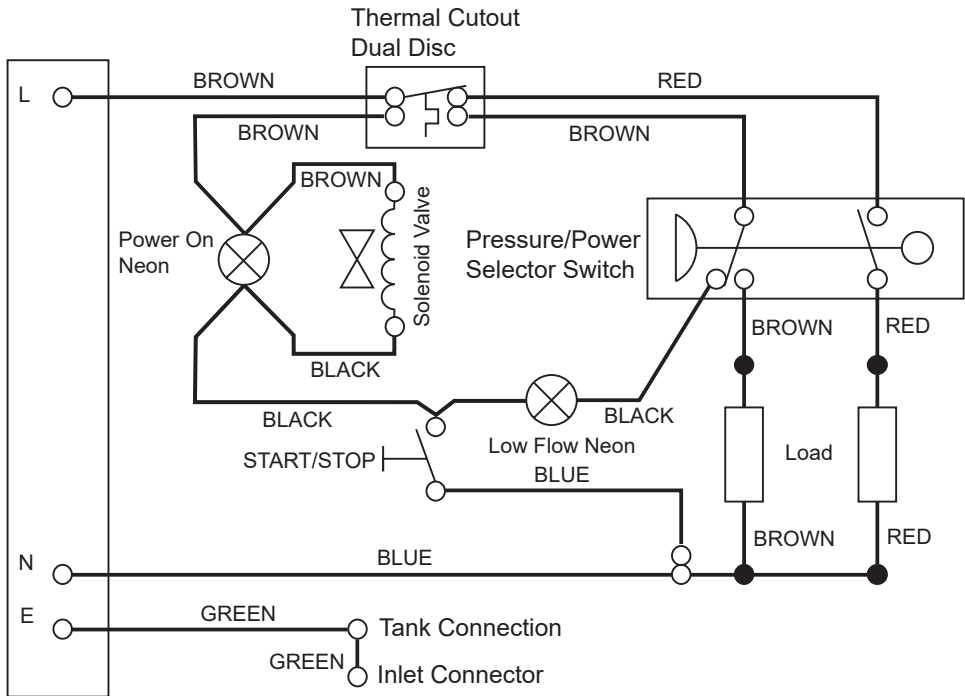 Thermal Cutout
Dual Disc
L
BROWN
RED
BROWN
BROWN
BROWN
Solenoid Valve
Power On
Neon
Pressure/Power
Selector Switch
BROWN
RED
BLACK
BLACK
BLACK
Low Flow Neon
START/STOP
Load
BLUE
BROWN
RED
N
BLUE
E
GREEN
Tank Connection
GREEN
Inlet Connector